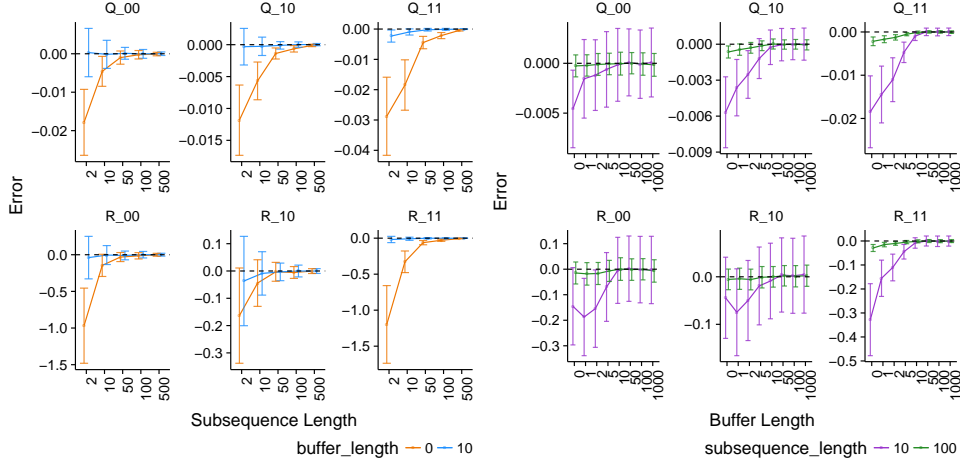 Q_00 Q_10 Q_11
0.00 −0.01 −0.02
0.000 −0.005 −0.010 −0.015
0.00 −0.01 −0.02 −0.03 −0.04
2 10 50 100 500
2 10 50 100 500
2 10 50 100 500
Error
R_00 R_10 R_11
0.0 −0.5 −1.0 −1.5
0.1 0.0 −0.1 −0.2 −0.3
0.0 −0.5 −1.0 −1.5
2 10 50 100 500
2 10 50 100 500
2 10 50 100 500
Subsequence Length
buffer_length 0 10
Q_00 Q_10 Q_11
0.000 −0.005
0.000 −0.003 −0.006 −0.009
0.00 −0.01 −0.02
0 1 2 5 10 50 100 1000
0 1 2 5 10 50 100 1000
0 1 2 5 10 50 100 1000
Error
R_00 R_10 R_11
0.1 0.0 −0.1 −0.2 −0.3
0.0 −0.1
0.0 −0.1 −0.2 −0.3 −0.4 −0.5
0 1 2 5 10 50 100 1000
0 1 2 5 10 50 100 1000
0 1 2 5 10 50 100 1000
Buffer Length
subsequence_length 10 100